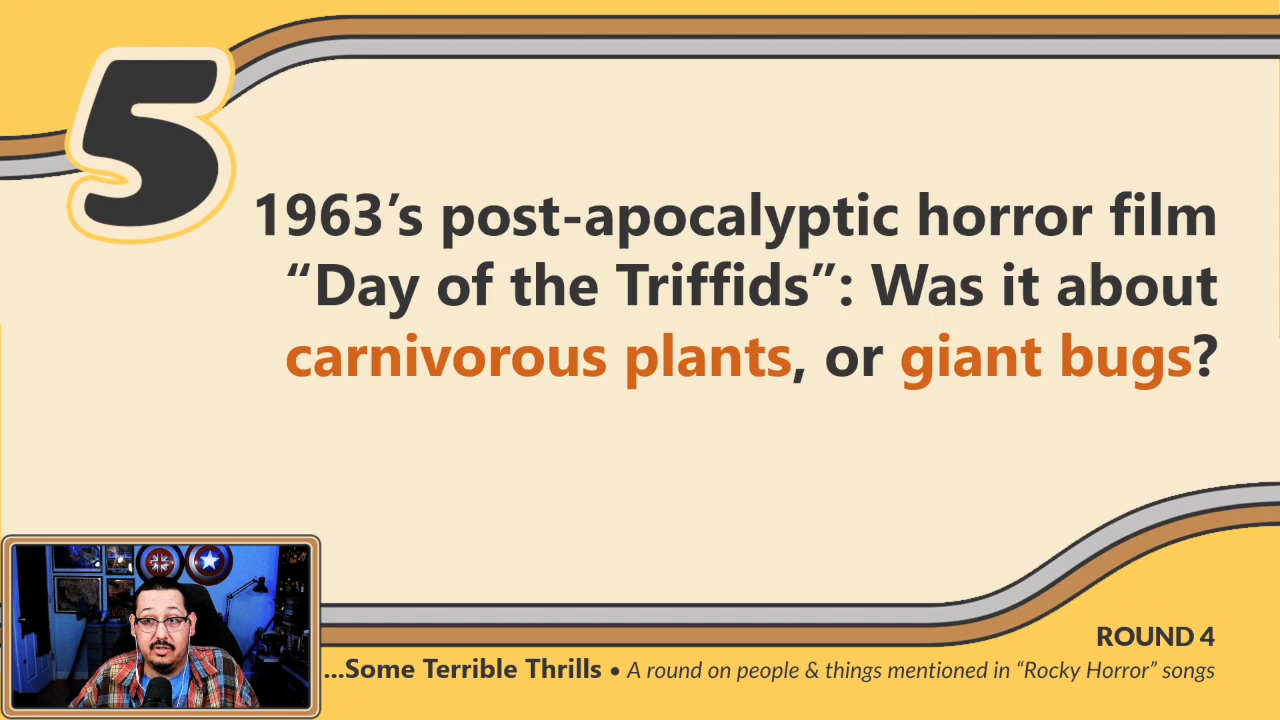 5
1963’s post-apocalyptic horror film
“Day of the Triffids”: Was it about
carnivorous plants, or giant bugs?
ROUND 4
...Some Terrible Thrills • A round on people & things mentioned in “Rocky Horror” songs